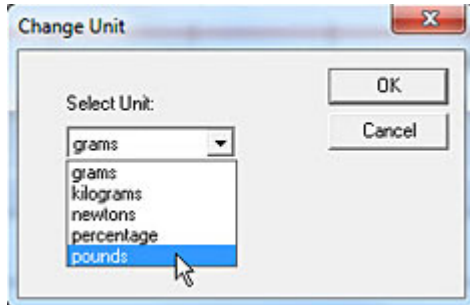 Change Unit
OK
Select Unit:
Cancel
grams
grams
kilograms
newtons
percentage
pounds